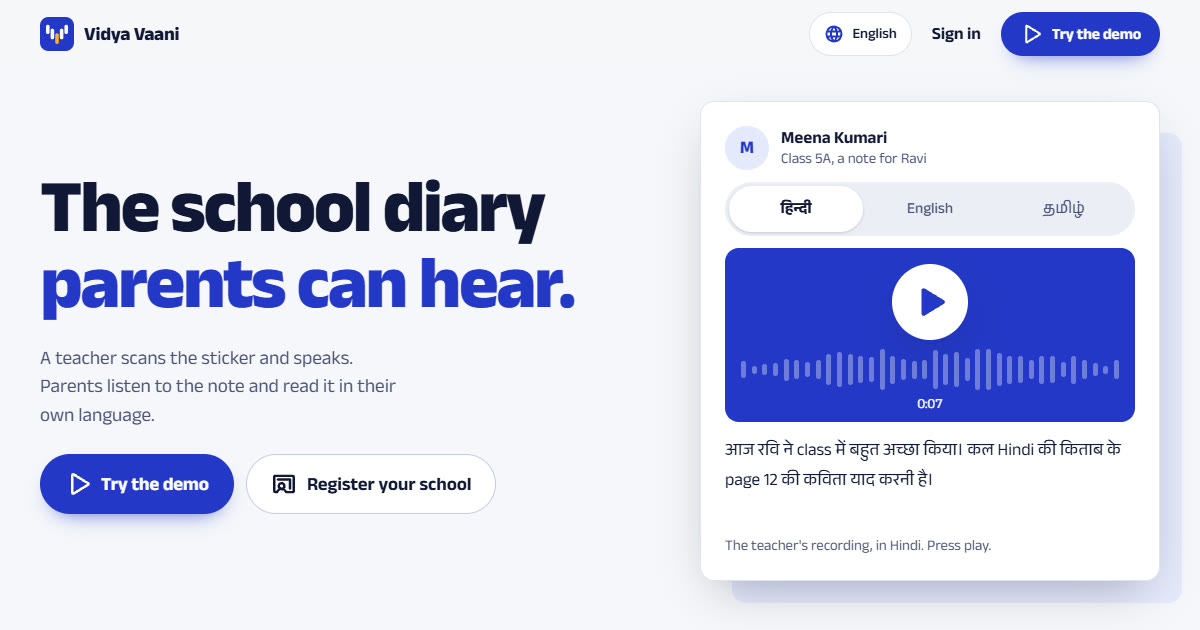 Vidya Vaani
English
Sign in
Try the demo
The school diary
parents can hear.
A teacher scans the sticker and speaks.
Parents listen to the note and read it in their
own language.
Try the demo
Register your school
M
Meena Kumari
Class 5A, a note for Ravi
हिन्दी
English
தமிழ்
0:07
आज रवि ने class में बहुत अच्छा किया। कल Hindi की किताब के
page 12 की कविता याद करनी है।
The teacher's recording, in Hindi. Press play.